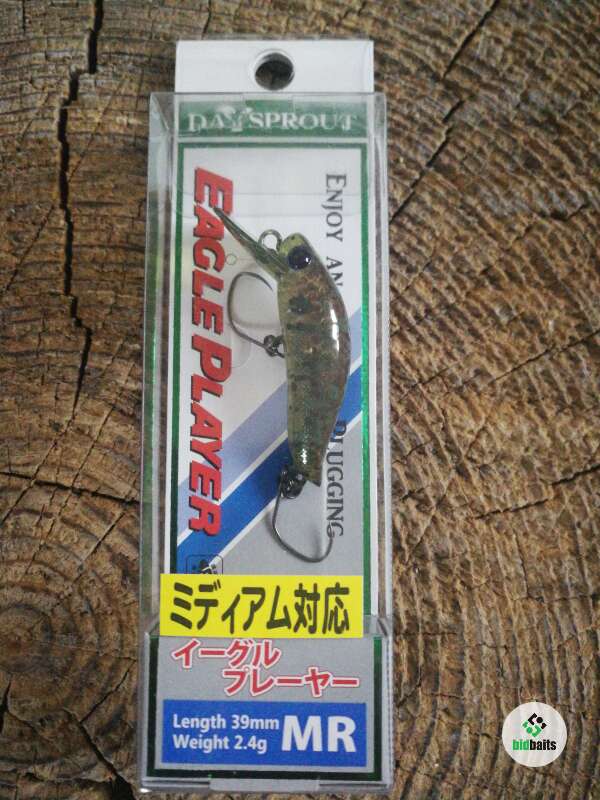 DAYSPROUT
ENJOY AN
PLUGGING
EAGLE PLAYER
ミディアム対応
イーグル
プレーヤー
Length 39mm
Weight 2.4g
MR
bidbaits